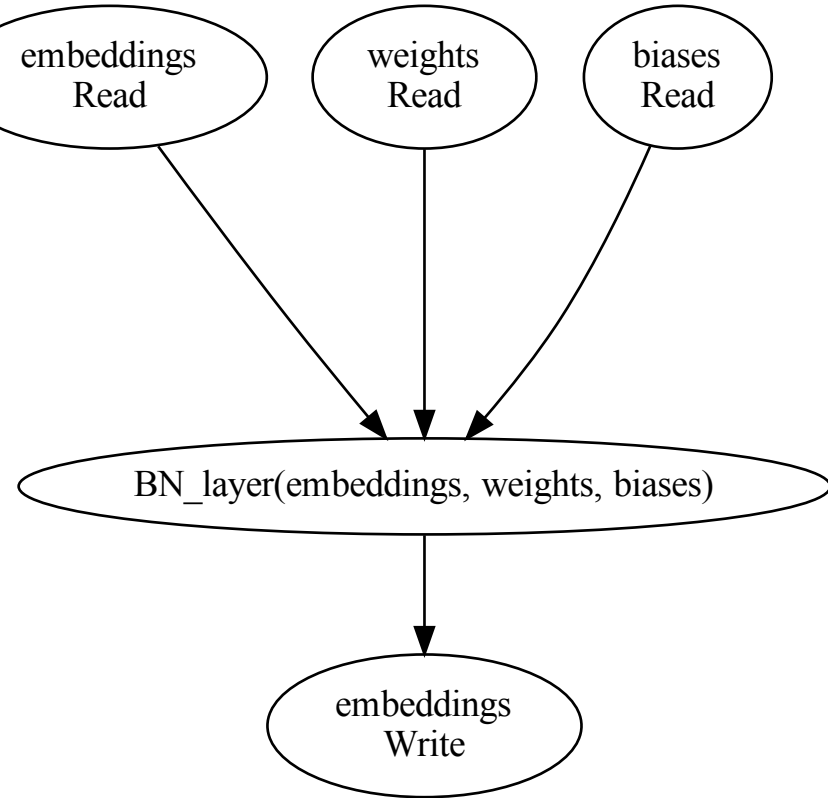 embeddings
Read
weights
Read
biases
Read
BN_layer(embeddings, weights, biases)
embeddings
Write